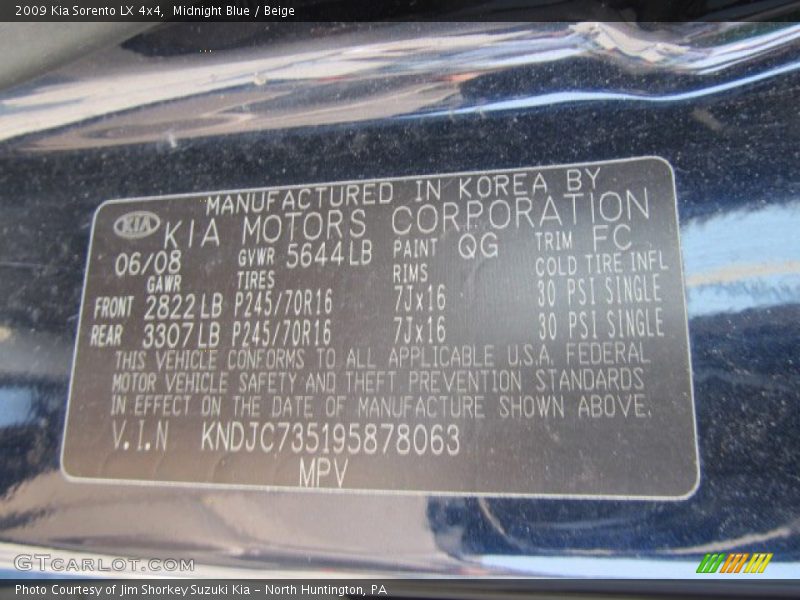 2009 Kia Sorento LX 4x4,  Midnight Blue / Beige
MANUFACTURED IN KOREA BY
KIA KIA MOTORS CORPORATION
06/08 GVWR 5644LB PAINT QG TRIM FC
GAWR TIRES RIMS COLD TIRE INFL
FRONT 2822LB P245/70R16 7Jx16 30 PSI SINGLE
REAR 3307LB P245/70R16 7Jx16 30 PSI SINGLE
THIS VEHICLE CONFORMS TO ALL APPLICABLE U.S.A. FEDERAL
MOTOR VEHICLE SAFETY AND THEFT PREVENTION STANDARDS
IN EFFECT ON THE DATE OF MANUFACTURE SHOWN ABOVE.
V.I.N KNDJC735195878063
MPV
GTCARLOT.COM
Photo Courtesy of Jim Shorkey Suzuki Kia - North Huntington, PA